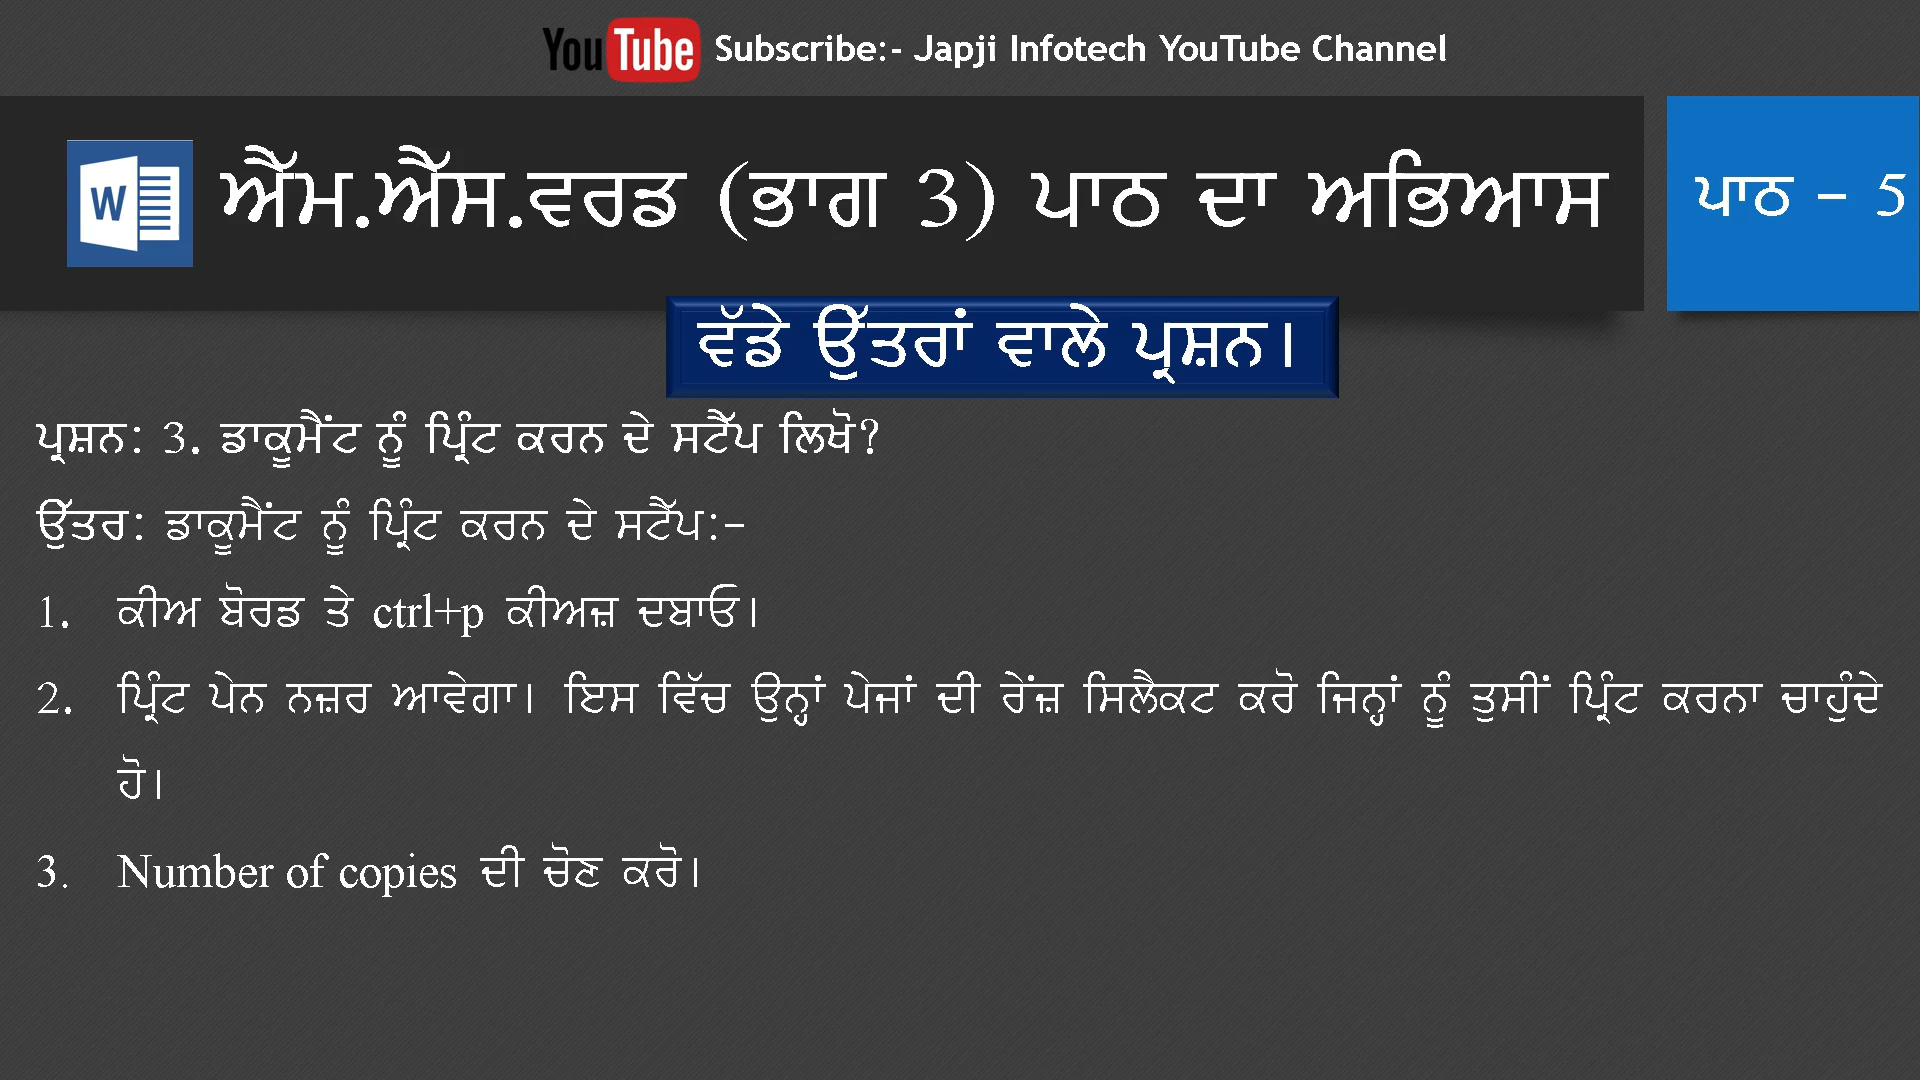 YouTube Subscribe:- Japji Infotech YouTube Channel
W ਐੱਮ.ਐੱਸ.ਵਰਡ (ਭਾਗ 3) ਪਾਠ ਦਾ ਅਭਿਆਸ
ਪਾਠ - 5
ਵੱਡੇ ਉੱਤਰਾਂ ਵਾਲੇ ਪ੍ਰਸ਼ਨ।
ਪ੍ਰਸ਼ਨ: 3. ਡਾਕੂਮੈਂਟ ਨੂੰ ਪ੍ਰਿੰਟ ਕਰਨ ਦੇ ਸਟੈੱਪ ਲਿਖੋ?
ਉੱਤਰ: ਡਾਕੂਮੈਂਟ ਨੂੰ ਪ੍ਰਿੰਟ ਕਰਨ ਦੇ ਸਟੈੱਪ:-
1. ਕੀਅ ਬੋਰਡ ਤੇ ctrl+p ਕੀਅਜ਼ ਦਬਾਓ।
2. ਪ੍ਰਿੰਟ ਪੇਨ ਨਜ਼ਰ ਆਵੇਗਾ। ਇਸ ਵਿੱਚ ਉਨ੍ਹਾਂ ਪੇਜਾਂ ਦੀ ਰੇਂਜ਼ ਸਿਲੈਕਟ ਕਰੋ ਜਿਨ੍ਹਾਂ ਨੂੰ ਤੁਸੀਂ ਪ੍ਰਿੰਟ ਕਰਨਾ ਚਾਹੁੰਦੇ
ਹੋ।
3. Number of copies ਦੀ ਚੋਣ ਕਰੋ।